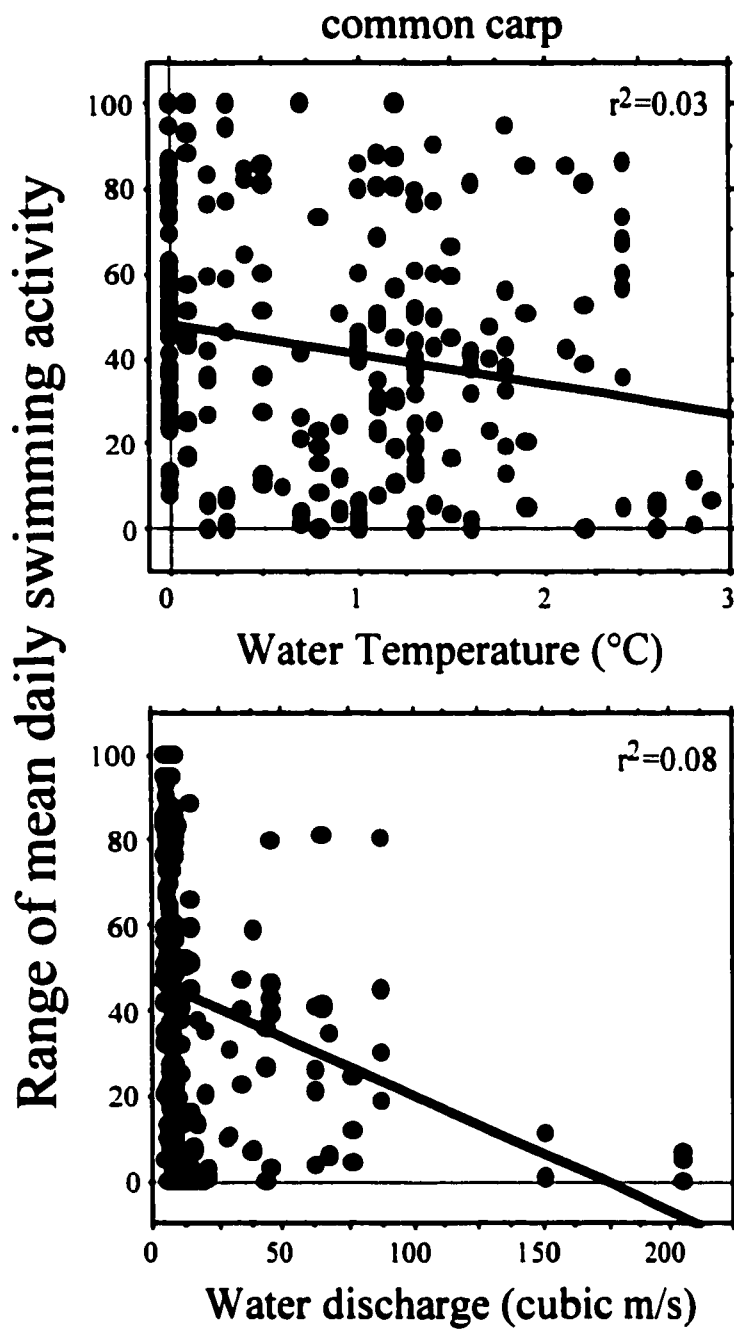 common carp
Range of mean daily swimming activity
r²=0.03
100
80
60
40
20
0
0 1 2 3
Water Temperature (°C)
r²=0.08
100
80
60
40
20
0
0 50 100 150 200
Water discharge (cubic m/s)